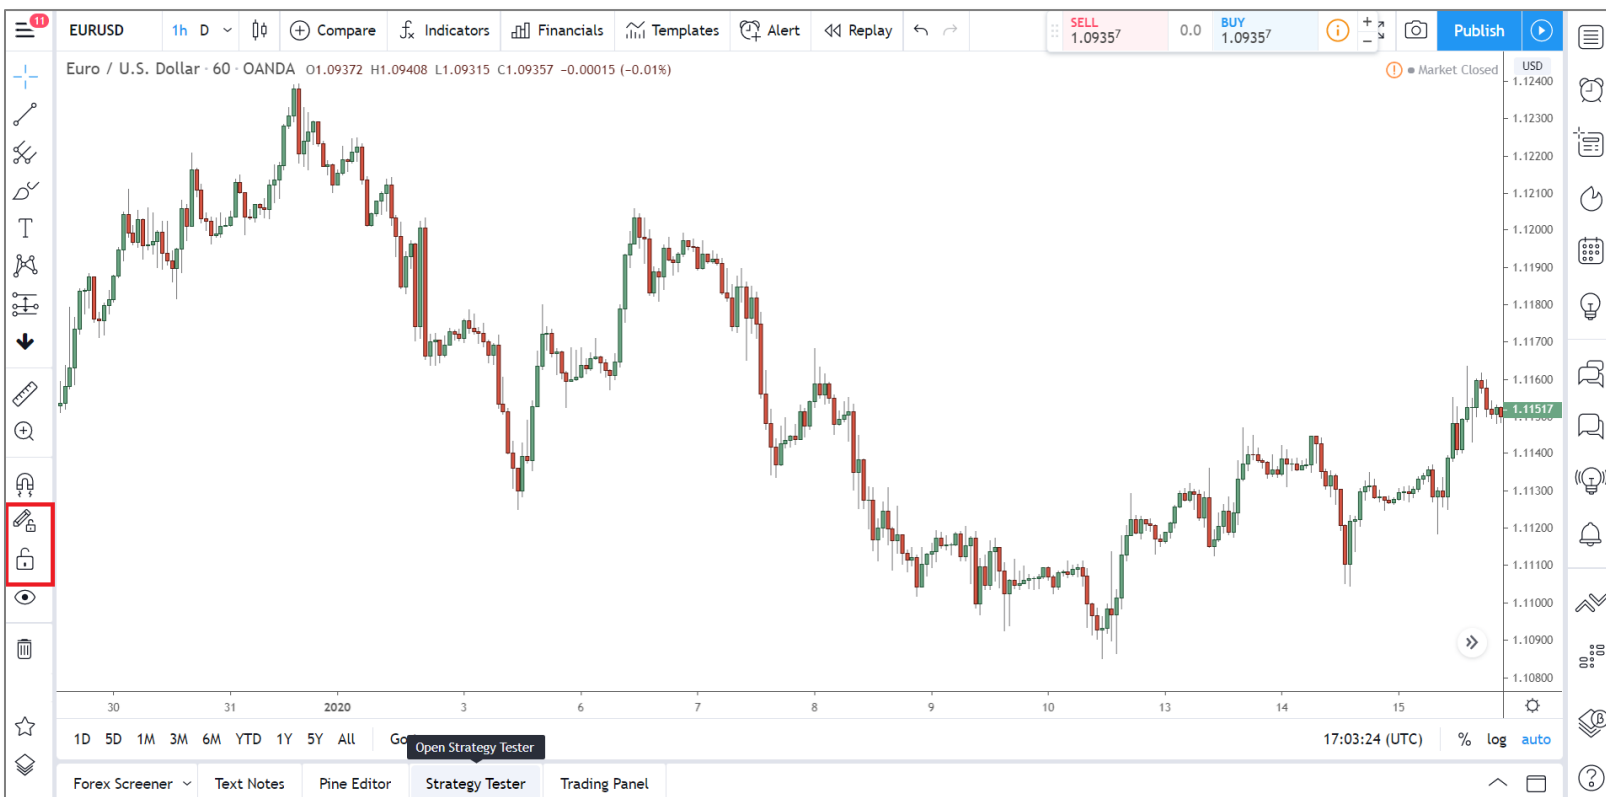 11
EURUSD 1h D Compare Indicators Financials Templates Alert Replay
SELL
1.09357
0.0
BUY
1.09357
Publish
Euro / U.S. Dollar · 60 · OANDA O1.09372 H1.09408 L1.09315 C1.09357 −0.00015 (−0.01%)
Market Closed
USD
1.12400
1.12300
1.12200
1.12100
1.12000
1.11900
1.11800
1.11700
1.11600
1.11517
1.11400
1.11300
1.11200
1.11100
1.11000
1.10900
1.10800
30 31 2020 3 6 7 8 9 10 13 14 15
1D 5D 1M 3M 6M YTD 1Y 5Y All Go
17:03:24 (UTC) % log auto
Open Strategy Tester
Forex Screener Text Notes Pine Editor Strategy Tester Trading Panel